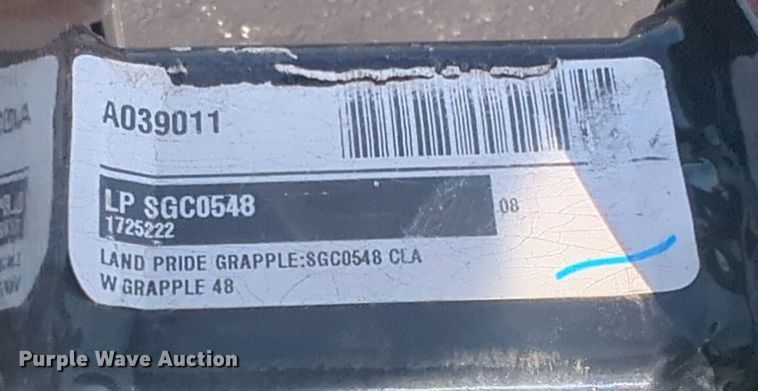 A039011
LP SGC0548
1725222
08
LAND PRIDE GRAPPLE:SGC0548 CLA
W GRAPPLE 48
Purple Wave Auction